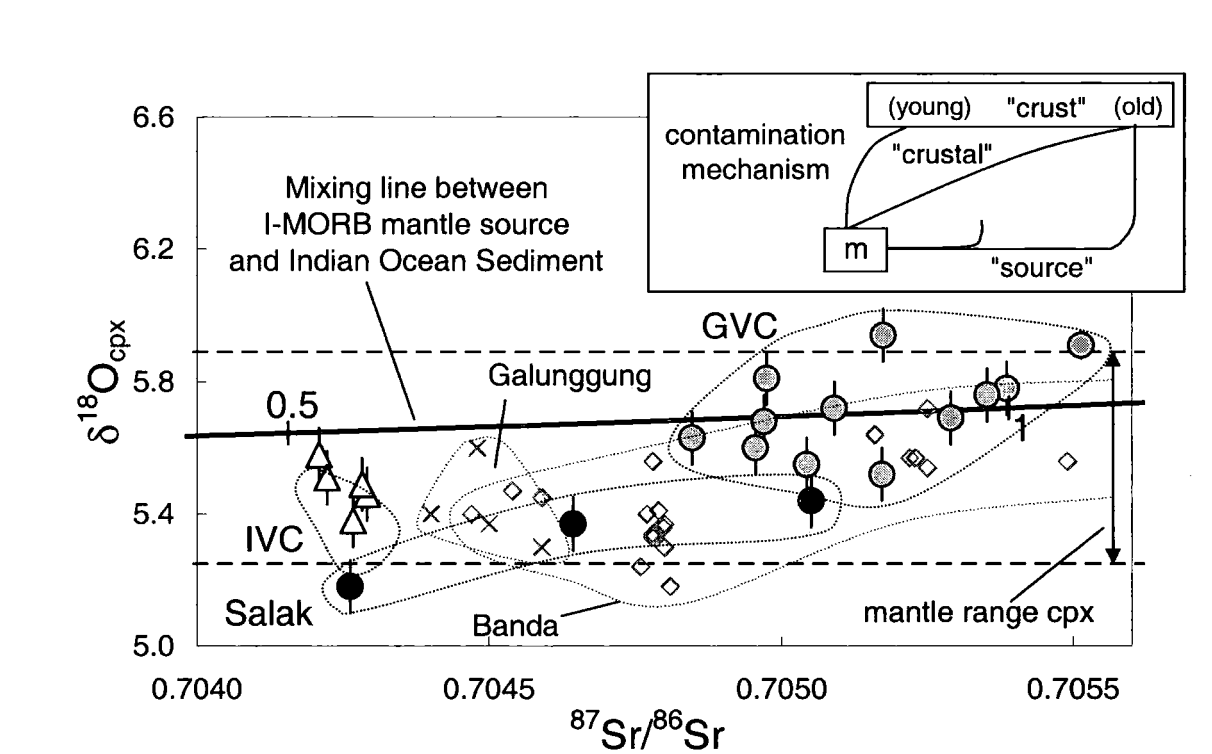 (young) "crust" (old)
contamination
mechanism
"crustal"
m
"source"
6.6
6.2
5.8
5.4
5.0
δ¹⁸O_cpx
Mixing line between
I-MORB mantle source
and Indian Ocean Sediment
GVC
Galunggung
0.5
1
IVC
Salak
Banda
mantle range cpx
0.7040 0.7045 0.7050 0.7055
⁸⁷Sr/⁸⁶Sr